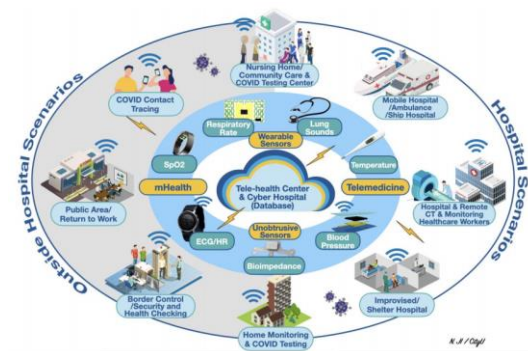 Nursing Home/
Community Care &
COVID Testing Center
COVID Contact
Tracing
Mobile Hospital
/Ambulance
/Ship Hospital
Outside Hospital Scenarios
Hospital Scenarios
Respiratory
Rate
Wearable
Sensors
Lung
Sounds
SpO2
Temperature
mHealth
Tele-health Center
& Cyber Hospital
(Database)
Telemedicine
Public Area/
Return to Work
Hospital & Remote
CT & Monitoring
Healthcare Workers
ECG/HR
Unobtrusive
Sensors
Blood
Pressure
Bioimpedance
Border Control
/Security and
Health Checking
Improvised/
Shelter Hospital
Home Monitoring
& COVID Testing